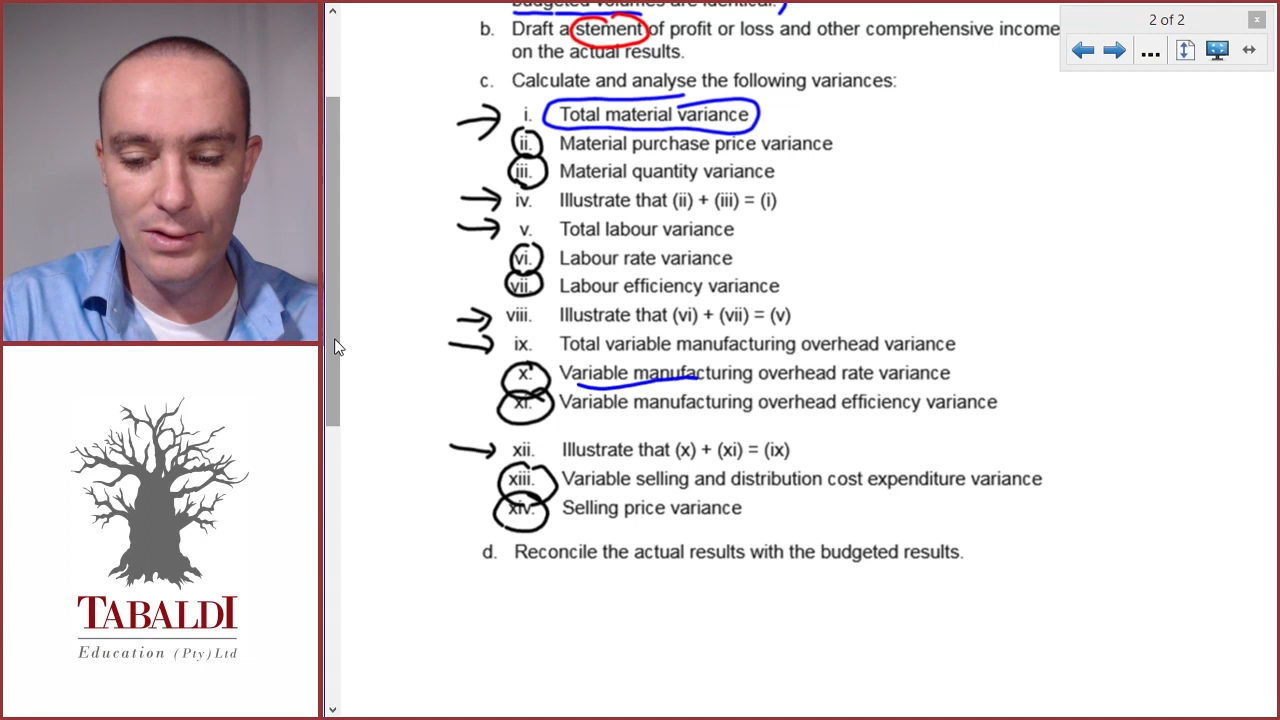 budgeted volumes are identical.
b. Draft a stement of profit or loss and other comprehensive income
on the actual results.
c. Calculate and analyse the following variances:
i. Total material variance
ii. Material purchase price variance
iii. Material quantity variance
iv. Illustrate that (ii) + (iii) = (i)
v. Total labour variance
vi. Labour rate variance
vii. Labour efficiency variance
viii. Illustrate that (vi) + (vii) = (v)
ix. Total variable manufacturing overhead variance
x. Variable manufacturing overhead rate variance
xi. Variable manufacturing overhead efficiency variance
xii. Illustrate that (x) + (xi) = (ix)
xiii. Variable selling and distribution cost expenditure variance
xiv. Selling price variance
d. Reconcile the actual results with the budgeted results.
2 of 2
x
...
TABALDI
Education (Pty) Ltd